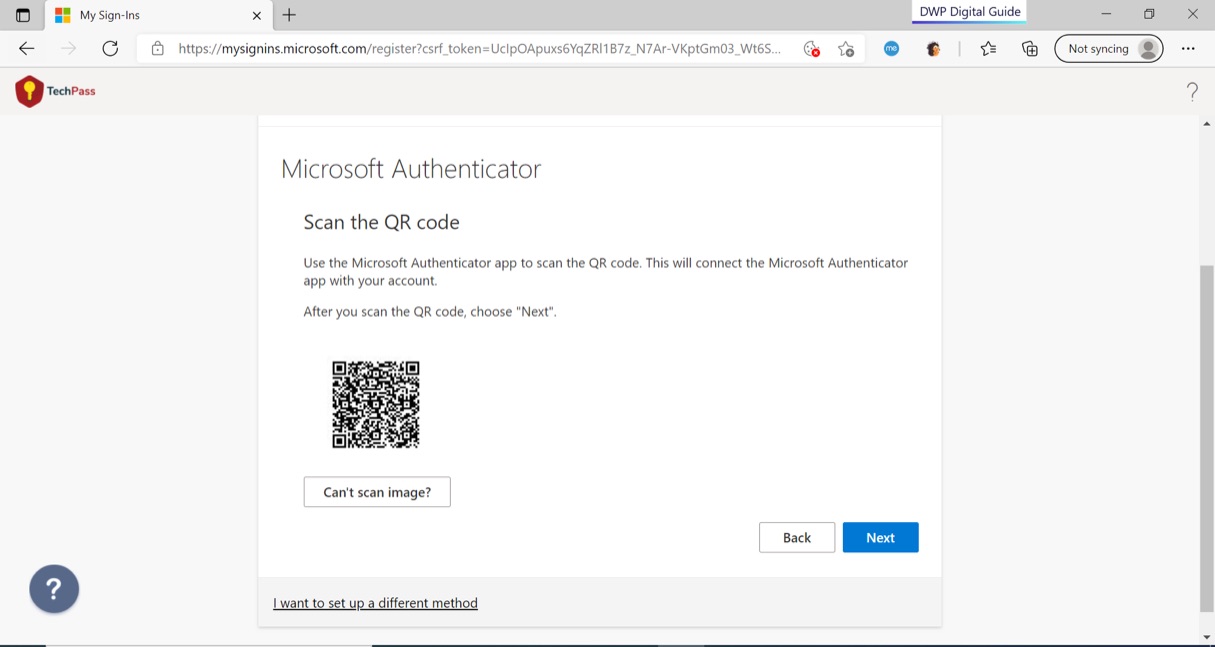 My Sign-Ins
DWP Digital Guide
https://mysignins.microsoft.com/register?csrf_token=UcIpOApuxs6YqZRl1B7z_N7Ar-VKptGm03_Wt6S...
me
Not syncing
TechPass
?
Microsoft Authenticator
Scan the QR code
Use the Microsoft Authenticator app to scan the QR code. This will connect the Microsoft Authenticator
app with your account.
After you scan the QR code, choose "Next".
Can't scan image?
Back
Next
?
I want to set up a different method